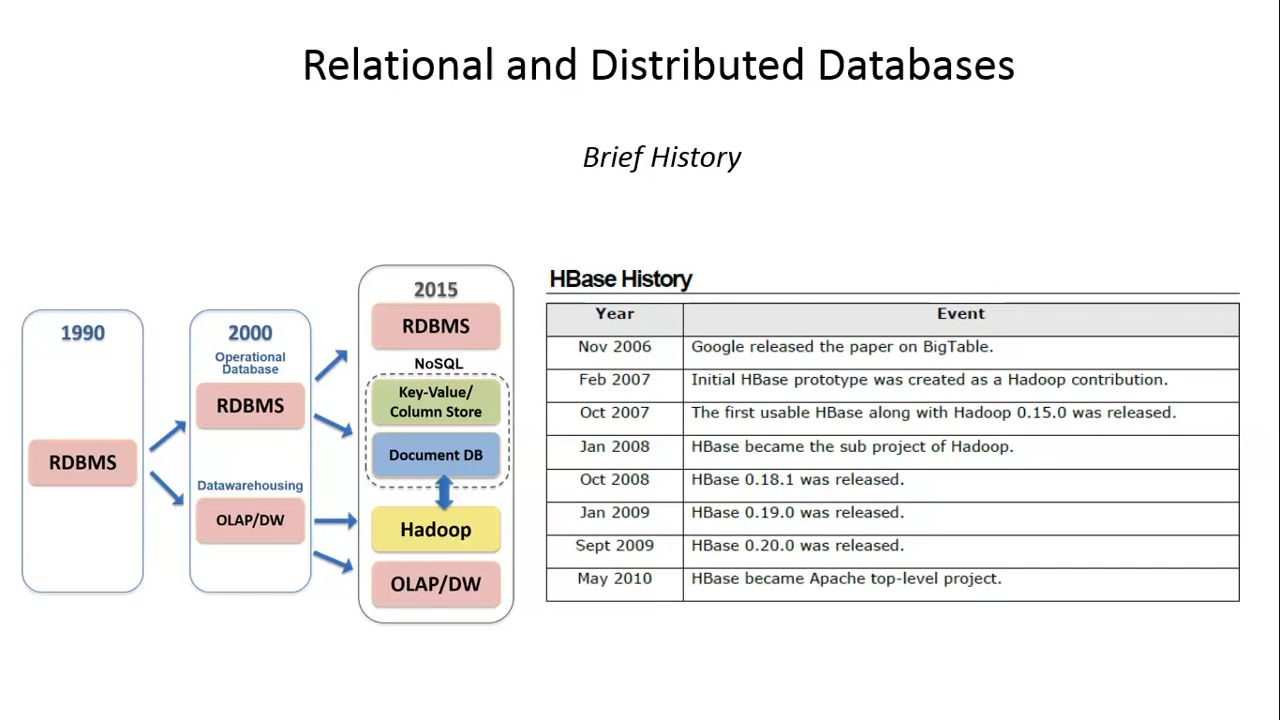 Relational and Distributed Databases
Brief History
1990
RDBMS
2000
Operational
Database
RDBMS
Datawarehousing
OLAP/DW
2015
RDBMS
NoSQL
Key-Value/
Column Store
Document DB
Hadoop
OLAP/DW
HBase History
Year Event
Nov 2006 Google released the paper on BigTable.
Feb 2007 Initial HBase prototype was created as a Hadoop contribution.
Oct 2007 The first usable HBase along with Hadoop 0.15.0 was released.
Jan 2008 HBase became the sub project of Hadoop.
Oct 2008 HBase 0.18.1 was released.
Jan 2009 HBase 0.19.0 was released.
Sept 2009 HBase 0.20.0 was released.
May 2010 HBase became Apache top-level project.